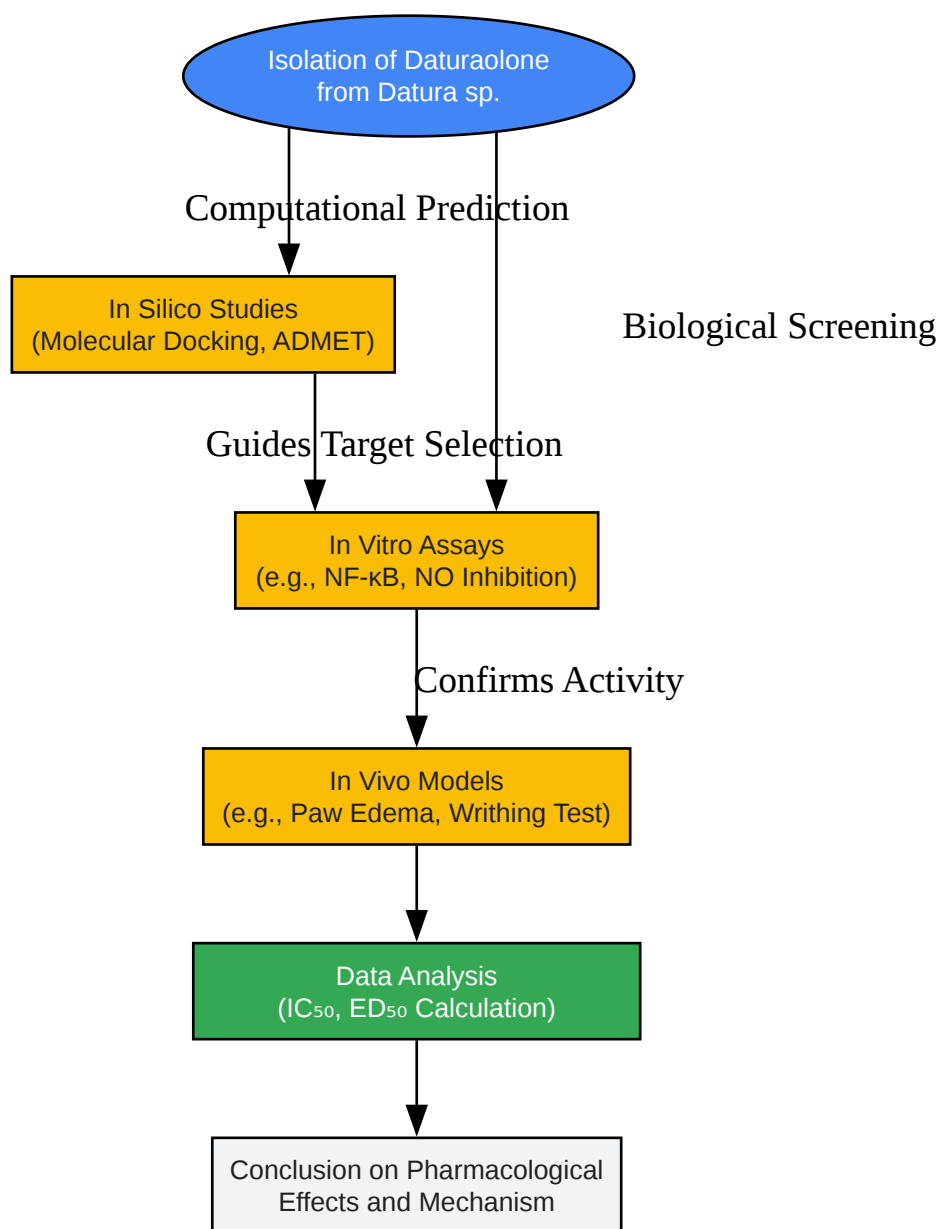 Isolation of Daturaolone
from Datura sp.
Computational Prediction
In Silico Studies
(Molecular Docking, ADMET)
Biological Screening
Guides Target Selection
In Vitro Assays
(e.g., NF-κB, NO Inhibition)
Confirms Activity
In Vivo Models
(e.g., Paw Edema, Writhing Test)
Data Analysis
(IC₅₀, ED₅₀ Calculation)
Conclusion on Pharmacological
Effects and Mechanism